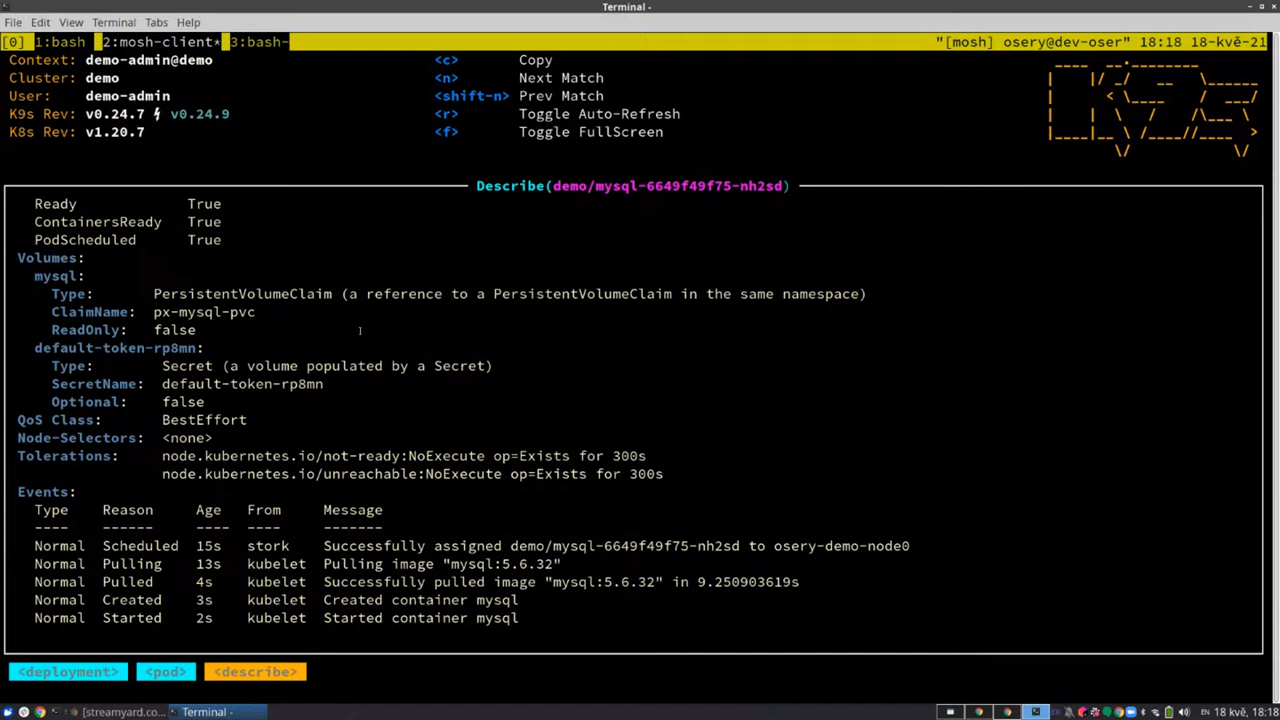 Terminal -
File Edit View Terminal Tabs Help
[0] 1:bash 2:mosh-client* 3:bash- "[mosh] osery@dev-oser" 18:18 18-kvě-21
Context: demo-admin@demo <c> Copy
Cluster: demo <n> Next Match
User: demo-admin <shift-n> Prev Match
K9s Rev: v0.24.7 ⚡ v0.24.9 <r> Toggle Auto-Refresh
K8s Rev: v1.20.7 <f> Toggle FullScreen
Describe(demo/mysql-6649f49f75-nh2sd)
Ready True
ContainersReady True
PodScheduled True
Volumes:
mysql:
Type: PersistentVolumeClaim (a reference to a PersistentVolumeClaim in the same namespace)
ClaimName: px-mysql-pvc
ReadOnly: false
default-token-rp8mn:
Type: Secret (a volume populated by a Secret)
SecretName: default-token-rp8mn
Optional: false
QoS Class: BestEffort
Node-Selectors: <none>
Tolerations: node.kubernetes.io/not-ready:NoExecute op=Exists for 300s
node.kubernetes.io/unreachable:NoExecute op=Exists for 300s
Events:
Type Reason Age From Message
---- ------ ---- ---- -------
Normal Scheduled 15s stork Successfully assigned demo/mysql-6649f49f75-nh2sd to osery-demo-node0
Normal Pulling 13s kubelet Pulling image "mysql:5.6.32"
Normal Pulled 4s kubelet Successfully pulled image "mysql:5.6.32" in 9.250903619s
Normal Created 3s kubelet Created container mysql
Normal Started 2s kubelet Started container mysql
<deployment> <pod> <describe>
[streamyard.co... Terminal - EN 18 kvě, 18:18